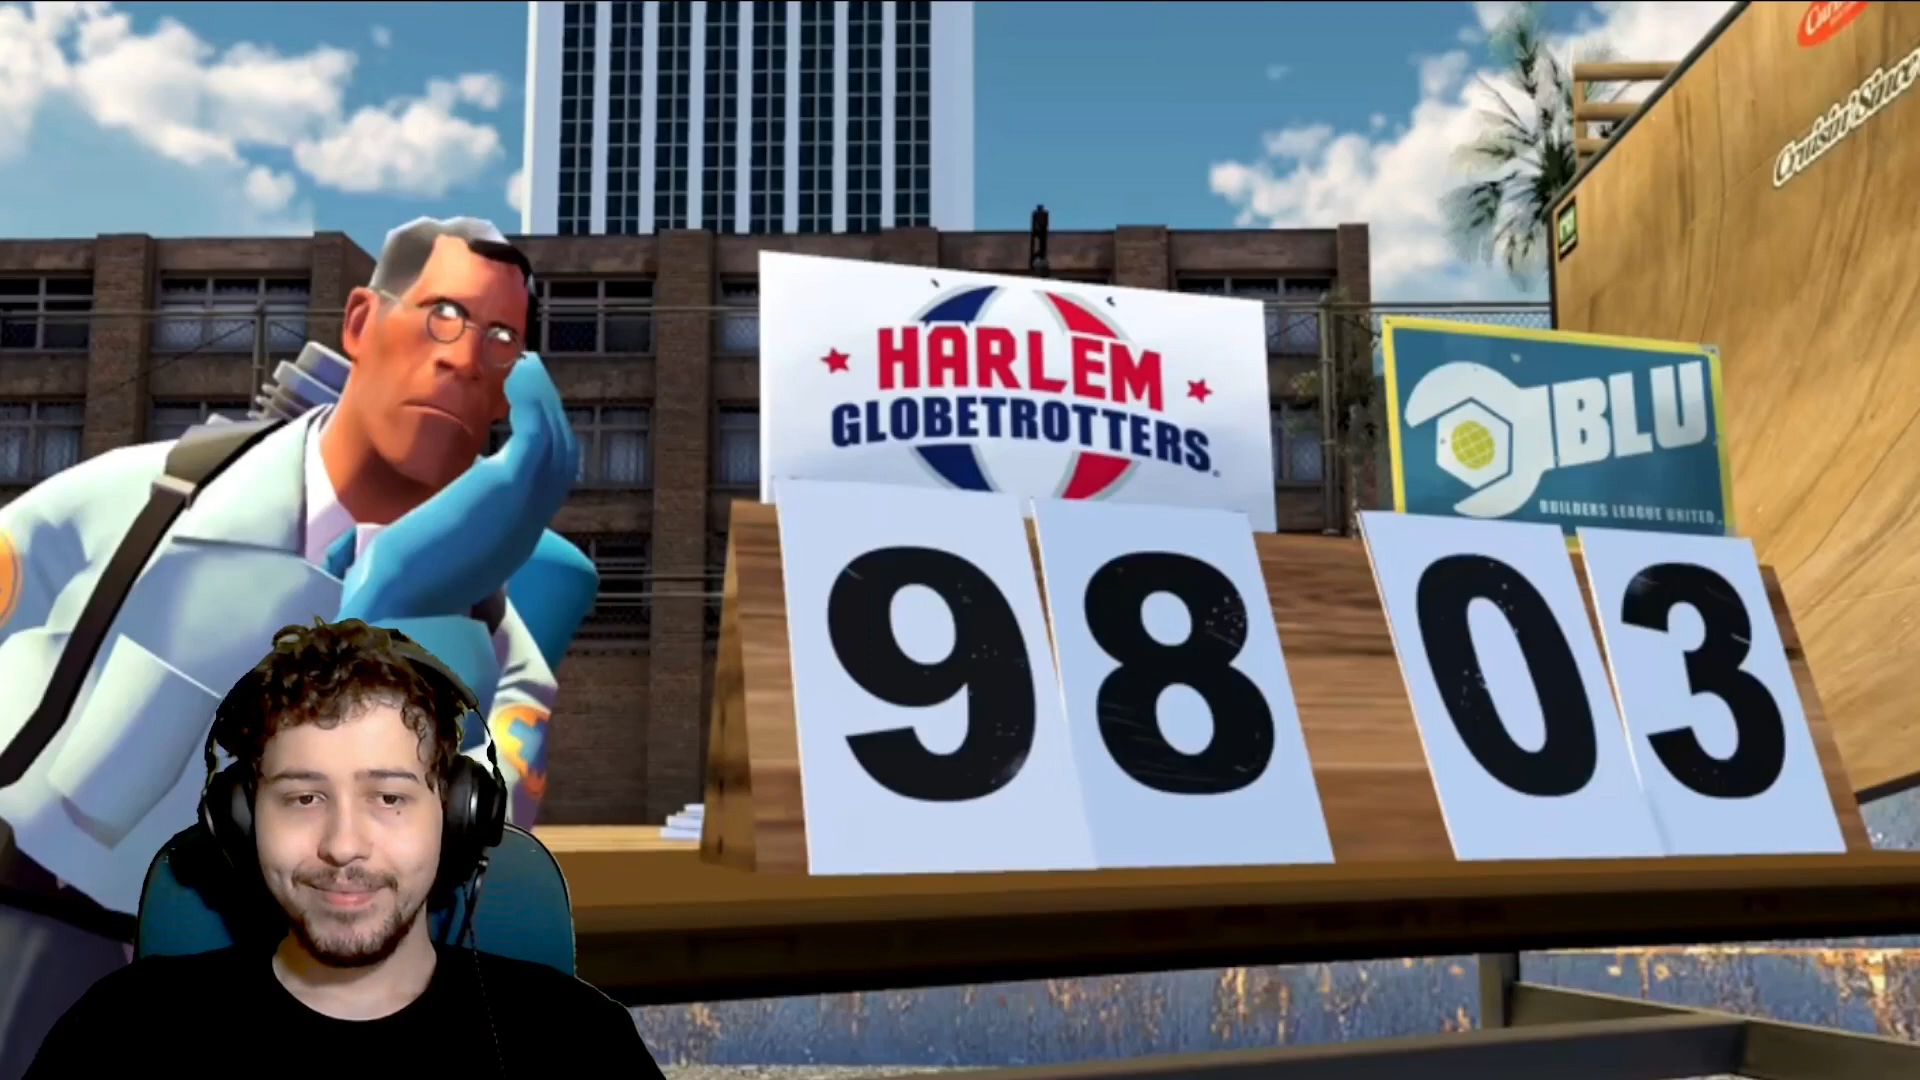 Cruisin' Since
HARLEM
GLOBETROTTERS
BLU
BUILDERS LEAGUE UNITED
98
03